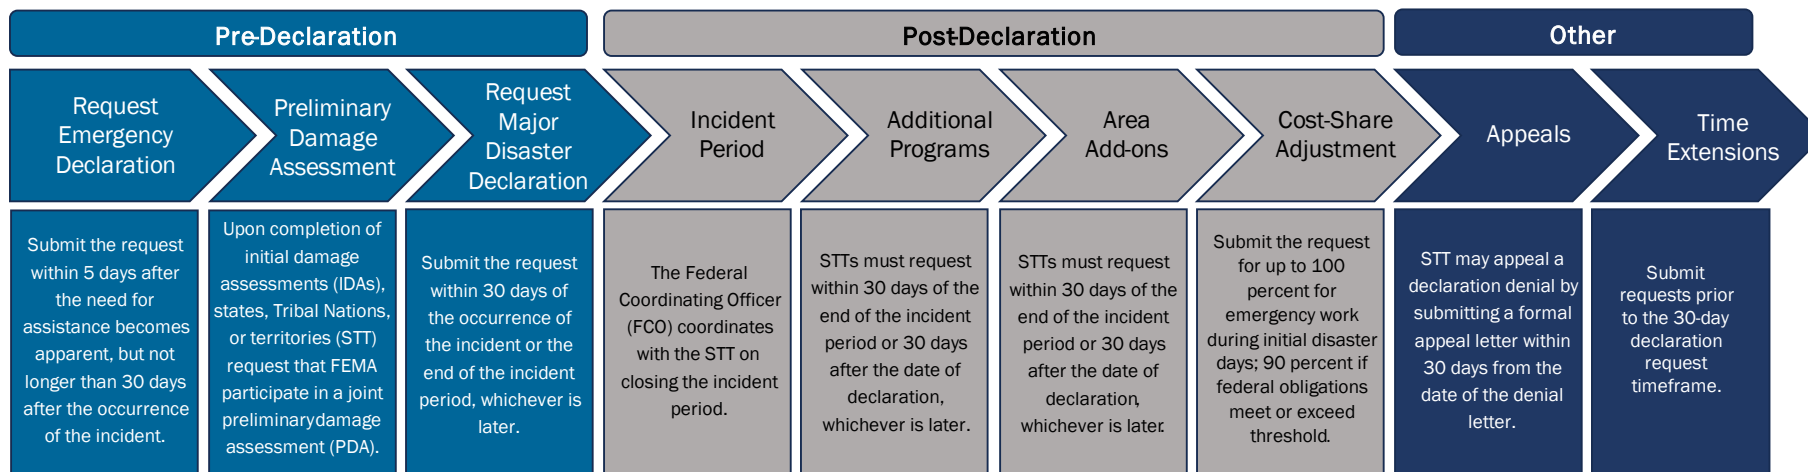 Pre-Declaration
Post-Declaration
Other
Request
Emergency
Declaration
Preliminary
Damage
Assessment
Request
Major
Disaster
Declaration
Incident
Period
Additional
Programs
Area
Add-ons
Cost-Share
Adjustment
Appeals
Time
Extensions
Submit the request
within 5 days after
the need for
assistance becomes
apparent, but not
longer than 30 days
after the occurrence
of the incident.
Upon completion of
initial damage
assessments (IDAs),
states, Tribal Nations,
or territories (STT)
request that FEMA
participate in a joint
preliminary damage
assessment (PDA).
Submit the request
within 30 days of
the occurrence of
the incident or the
end of the incident
period, whichever is
later.
The Federal
Coordinating Officer
(FCO) coordinates
with the STT on
closing the incident
period.
STTs must request
within 30 days of the
end of the incident
period or 30 days
after the date of
declaration,
whichever is later.
STTs must request
within 30 days of the
end of the incident
period or 30 days
after the date of
declaration,
whichever is later.
Submit the request
for up to 100
percent for
emergency work
during initial disaster
days; 90 percent if
federal obligations
meet or exceed
threshold.
STT may appeal a
declaration denial by
submitting a formal
appeal letter within
30 days from the
date of the denial
letter.
Submit
requests prior
to the 30-day
declaration
request
timeframe.